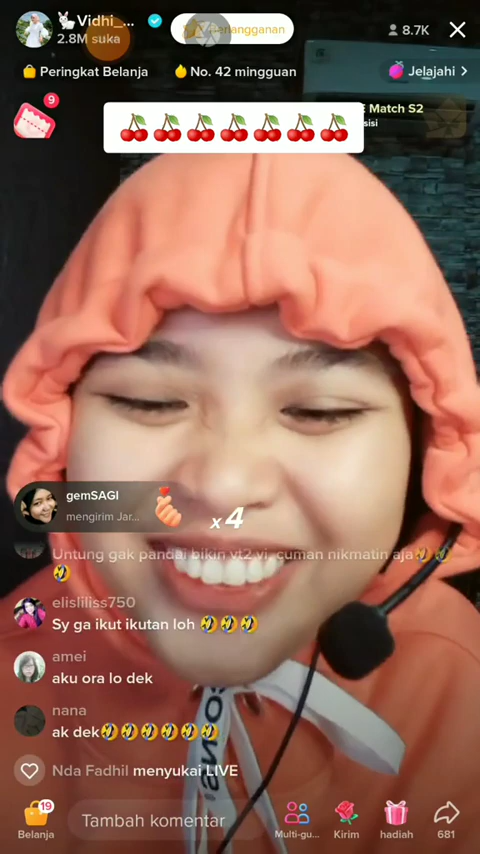 Vidhi_...
2.8M suka
8.7K
Peringkat Belanja
No. 42 mingguan
Jelajahi >
9
Match S2
gemSAGI
mengirim Jar...
x4
Untung gak pandai bikin vt2 vi, cuman nikmatin aja🤣🤣
🤣
elisliliss750
Sy ga ikut ikutan loh 🤣🤣🤣
amei
aku ora lo dek
nana
ak dek🤣🤣🤣🤣🤣🤣
Nda Fadhil menyukai LIVE
19
Tambah komentar
Belanja
Multi-gu...
Kirim
hadiah
681